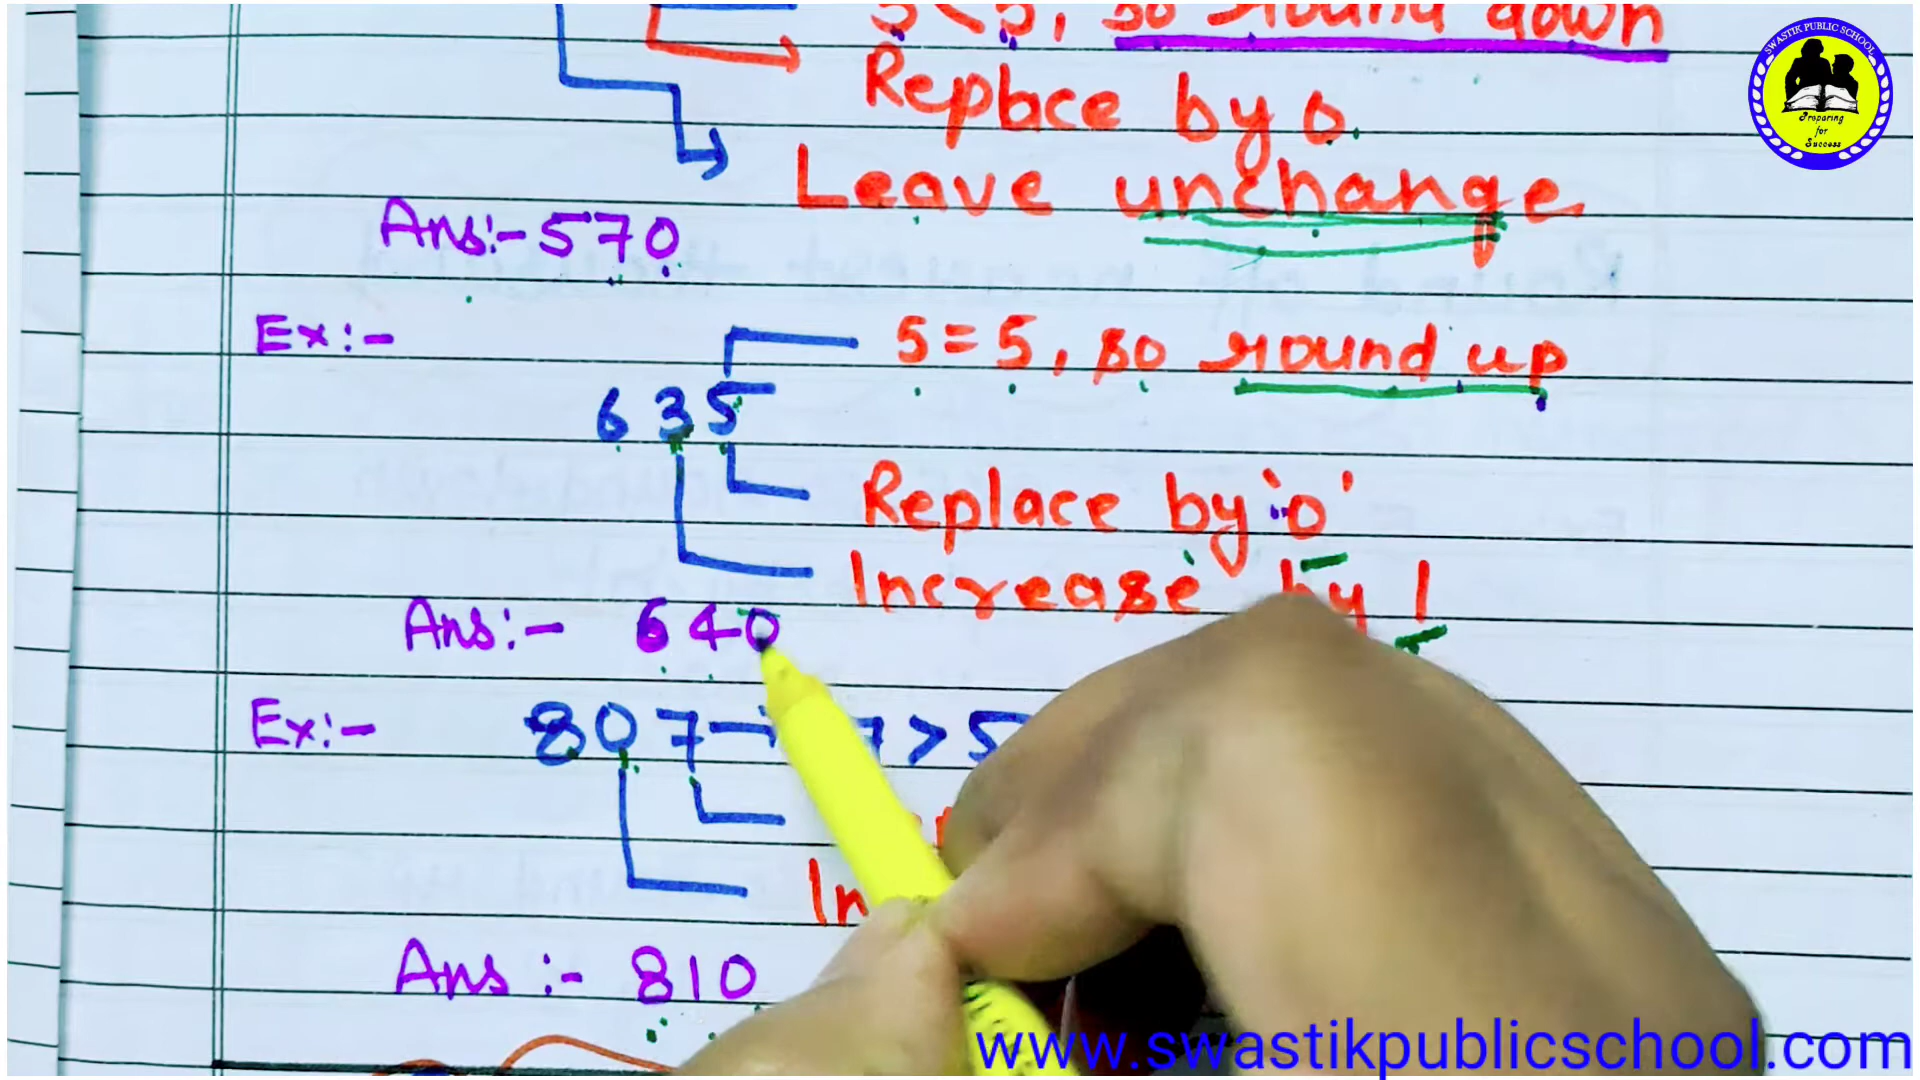 so round down
Replace by 0.
Leave unchange
Ans:- 570
Ex:-
5 = 5, so round up
635
Replace by '0'
Increase by 1
Ans:- 640
Ex:- 807 7 > 5
Ans :- 810
SWASTIK PUBLIC SCHOOL
Preparing
for
Success
www.swastikpublicschool.com